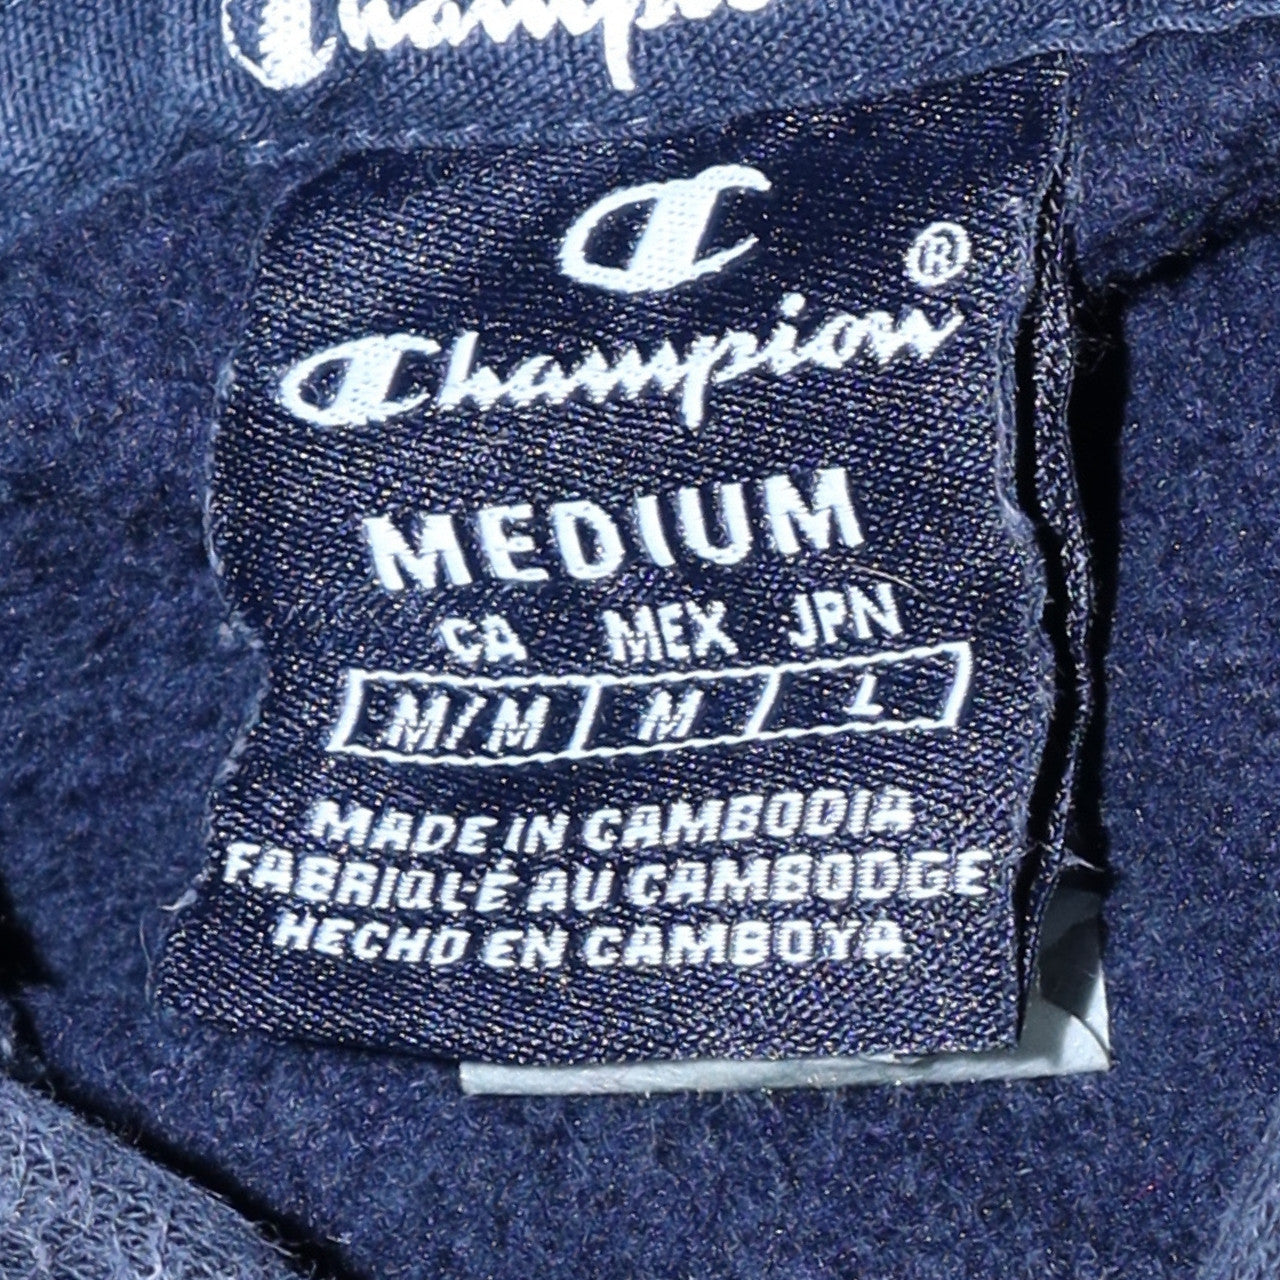 Champion
C
Champion®
MEDIUM
CA MEX JPN
M/M M L
MADE IN CAMBODIA
FABRIQUÉ AU CAMBODGE
HECHO EN CAMBOYA